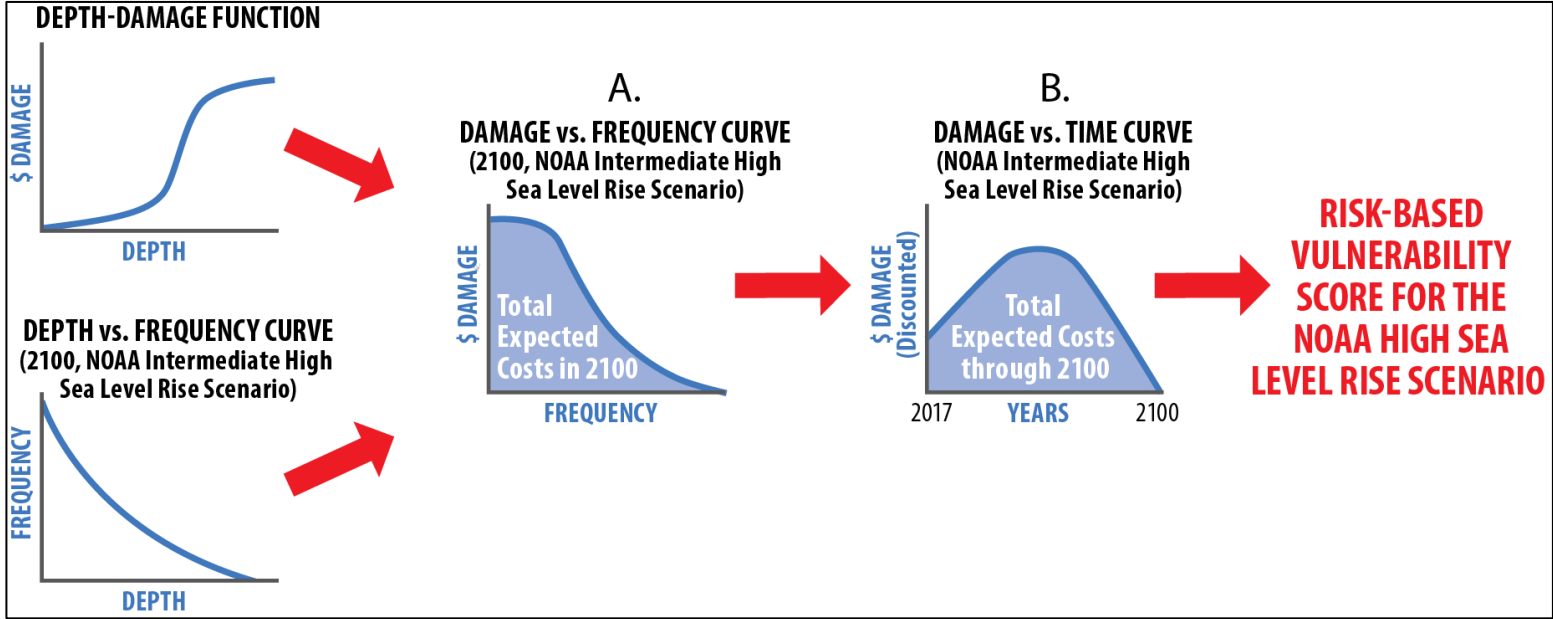 DEPTH-DAMAGE FUNCTION
$ DAMAGE
DEPTH
DEPTH vs. FREQUENCY CURVE
(2100, NOAA Intermediate High
Sea Level Rise Scenario)
FREQUENCY
DEPTH
A.
DAMAGE vs. FREQUENCY CURVE
(2100, NOAA Intermediate High
Sea Level Rise Scenario)
$ DAMAGE
Total
Expected
Costs in 2100
FREQUENCY
B.
DAMAGE vs. TIME CURVE
(NOAA Intermediate High
Sea Level Rise Scenario)
$ DAMAGE
(Discounted)
Total
Expected Costs
through 2100
2017 YEARS 2100
RISK-BASED
VULNERABILITY
SCORE FOR THE
NOAA HIGH SEA
LEVEL RISE SCENARIO